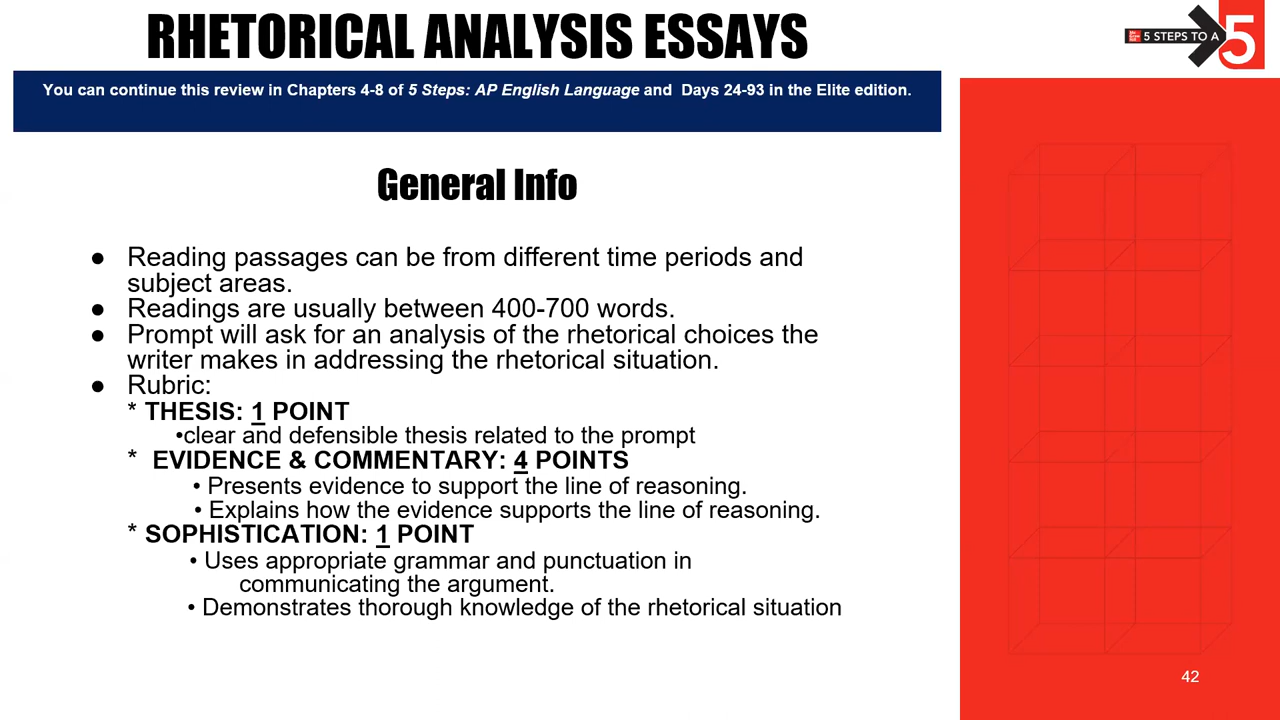 RHETORICAL ANALYSIS ESSAYS
5 STEPS TO A 5
You can continue this review in Chapters 4-8 of 5 Steps: AP English Language and Days 24-93 in the Elite edition.
General Info
● Reading passages can be from different time periods and
subject areas.
● Readings are usually between 400-700 words.
● Prompt will ask for an analysis of the rhetorical choices the
writer makes in addressing the rhetorical situation.
● Rubric:
* THESIS: 1 POINT
•clear and defensible thesis related to the prompt
* EVIDENCE & COMMENTARY: 4 POINTS
• Presents evidence to support the line of reasoning.
• Explains how the evidence supports the line of reasoning.
* SOPHISTICATION: 1 POINT
• Uses appropriate grammar and punctuation in
communicating the argument.
• Demonstrates thorough knowledge of the rhetorical situation
42